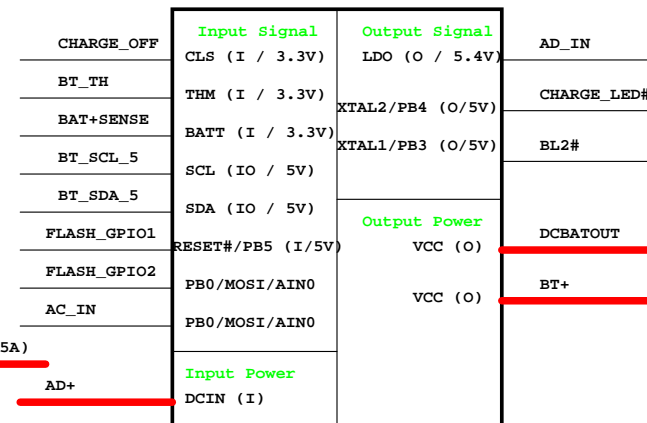 CHARGE_OFF
BT_TH
BAT+SENSE
BT_SCL_5
BT_SDA_5
FLASH_GPIO1
FLASH_GPIO2
AC_IN
5A)
AD+
Input Signal
CLS (I / 3.3V)
THM (I / 3.3V)
BATT (I / 3.3V)
SCL (IO / 5V)
SDA (IO / 5V)
RESET#/PB5 (I/5V)
PB0/MOSI/AIN0
PB0/MOSI/AIN0
Input Power
DCIN (I)
Output Signal
LDO (O / 5.4V)
XTAL2/PB4 (O/5V)
XTAL1/PB3 (O/5V)
Output Power
VCC (O)
VCC (O)
AD_IN
CHARGE_LED#
BL2#
DCBATOUT
BT+